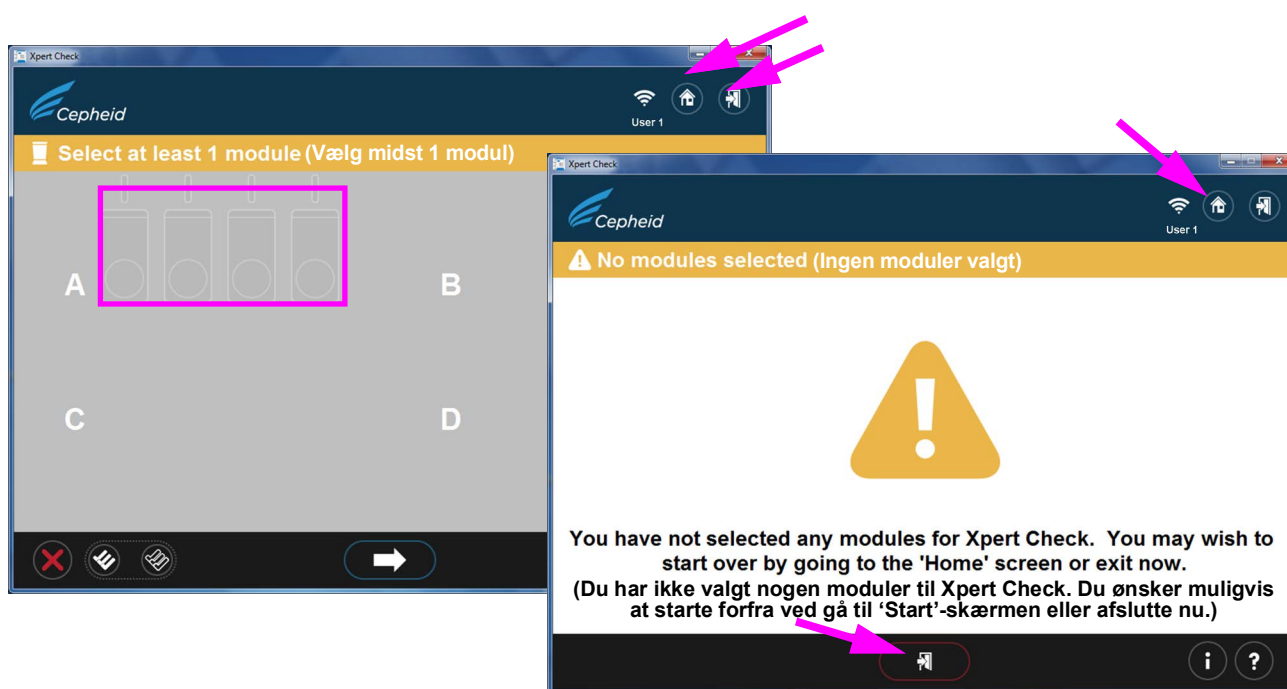 Xpert Check
Cepheid
User 1
Select at least 1 module (Vælg midst 1 modul)
A
B
C
D
Xpert Check
Cepheid
User 1
No modules selected (Ingen moduler valgt)
You have not selected any modules for Xpert Check. You may wish to
start over by going to the 'Home' screen or exit now.
(Du har ikke valgt nogen moduler til Xpert Check. Du ønsker muligvis
at starte forfra ved gå til ‘Start’-skærmen eller afslutte nu.)
i ?